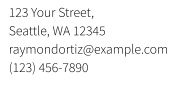 123 Your Street,
Seattle, WA 12345
raymondortiz@example.com
(123) 456-7890